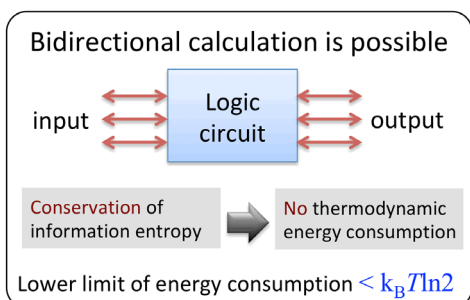 Bidirectional calculation is possible
input
Logic
circuit
output
Conservation of
information entropy
No thermodynamic
energy consumption
Lower limit of energy consumption < k_BTln2